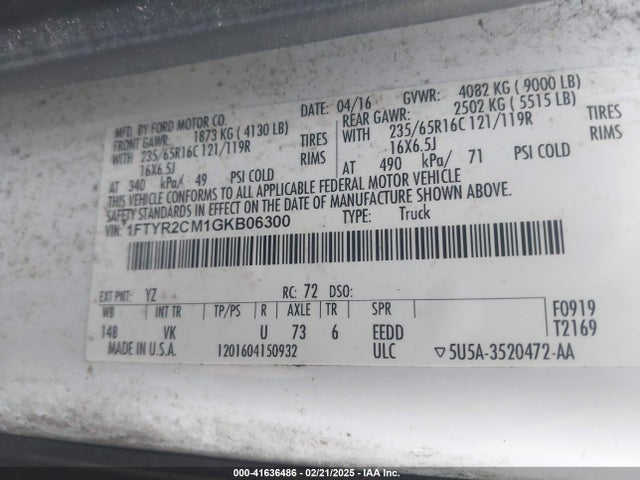 MFD. BY FORD MOTOR CO.
DATE: 04/16 GVWR: 4082 KG ( 9000 LB)
FRONT GAWR: 1873 KG ( 4130 LB)
REAR GAWR: 2502 KG ( 5515 LB)
WITH 235/65R16C 121/119R TIRES
WITH 235/65R16C 121/119R TIRES
16X6.5J RIMS
16X6.5J RIMS
AT 340 kPa/ 49 PSI COLD
AT 490 kPa/ 71 PSI COLD
THIS VEHICLE CONFORMS TO ALL APPLICABLE FEDERAL MOTOR VEHICLE
SAFETY STANDARDS IN EFFECT ON THE DATE OF MANUFACTURE SHOWN ABOVE.
VIN: 1FTYR2CM1GKB06300 TYPE: Truck
EXT PNT: YZ RC: 72 DSO:
WB INT TR TP/PS R AXLE TR SPR F0919
148 VK U 73 6 EEDD T2169
MADE IN U.S.A. 1201604150932 ULC ▽5U5A-3520472-AA
000-41636486 - 02/21/2025 - IAA Inc.